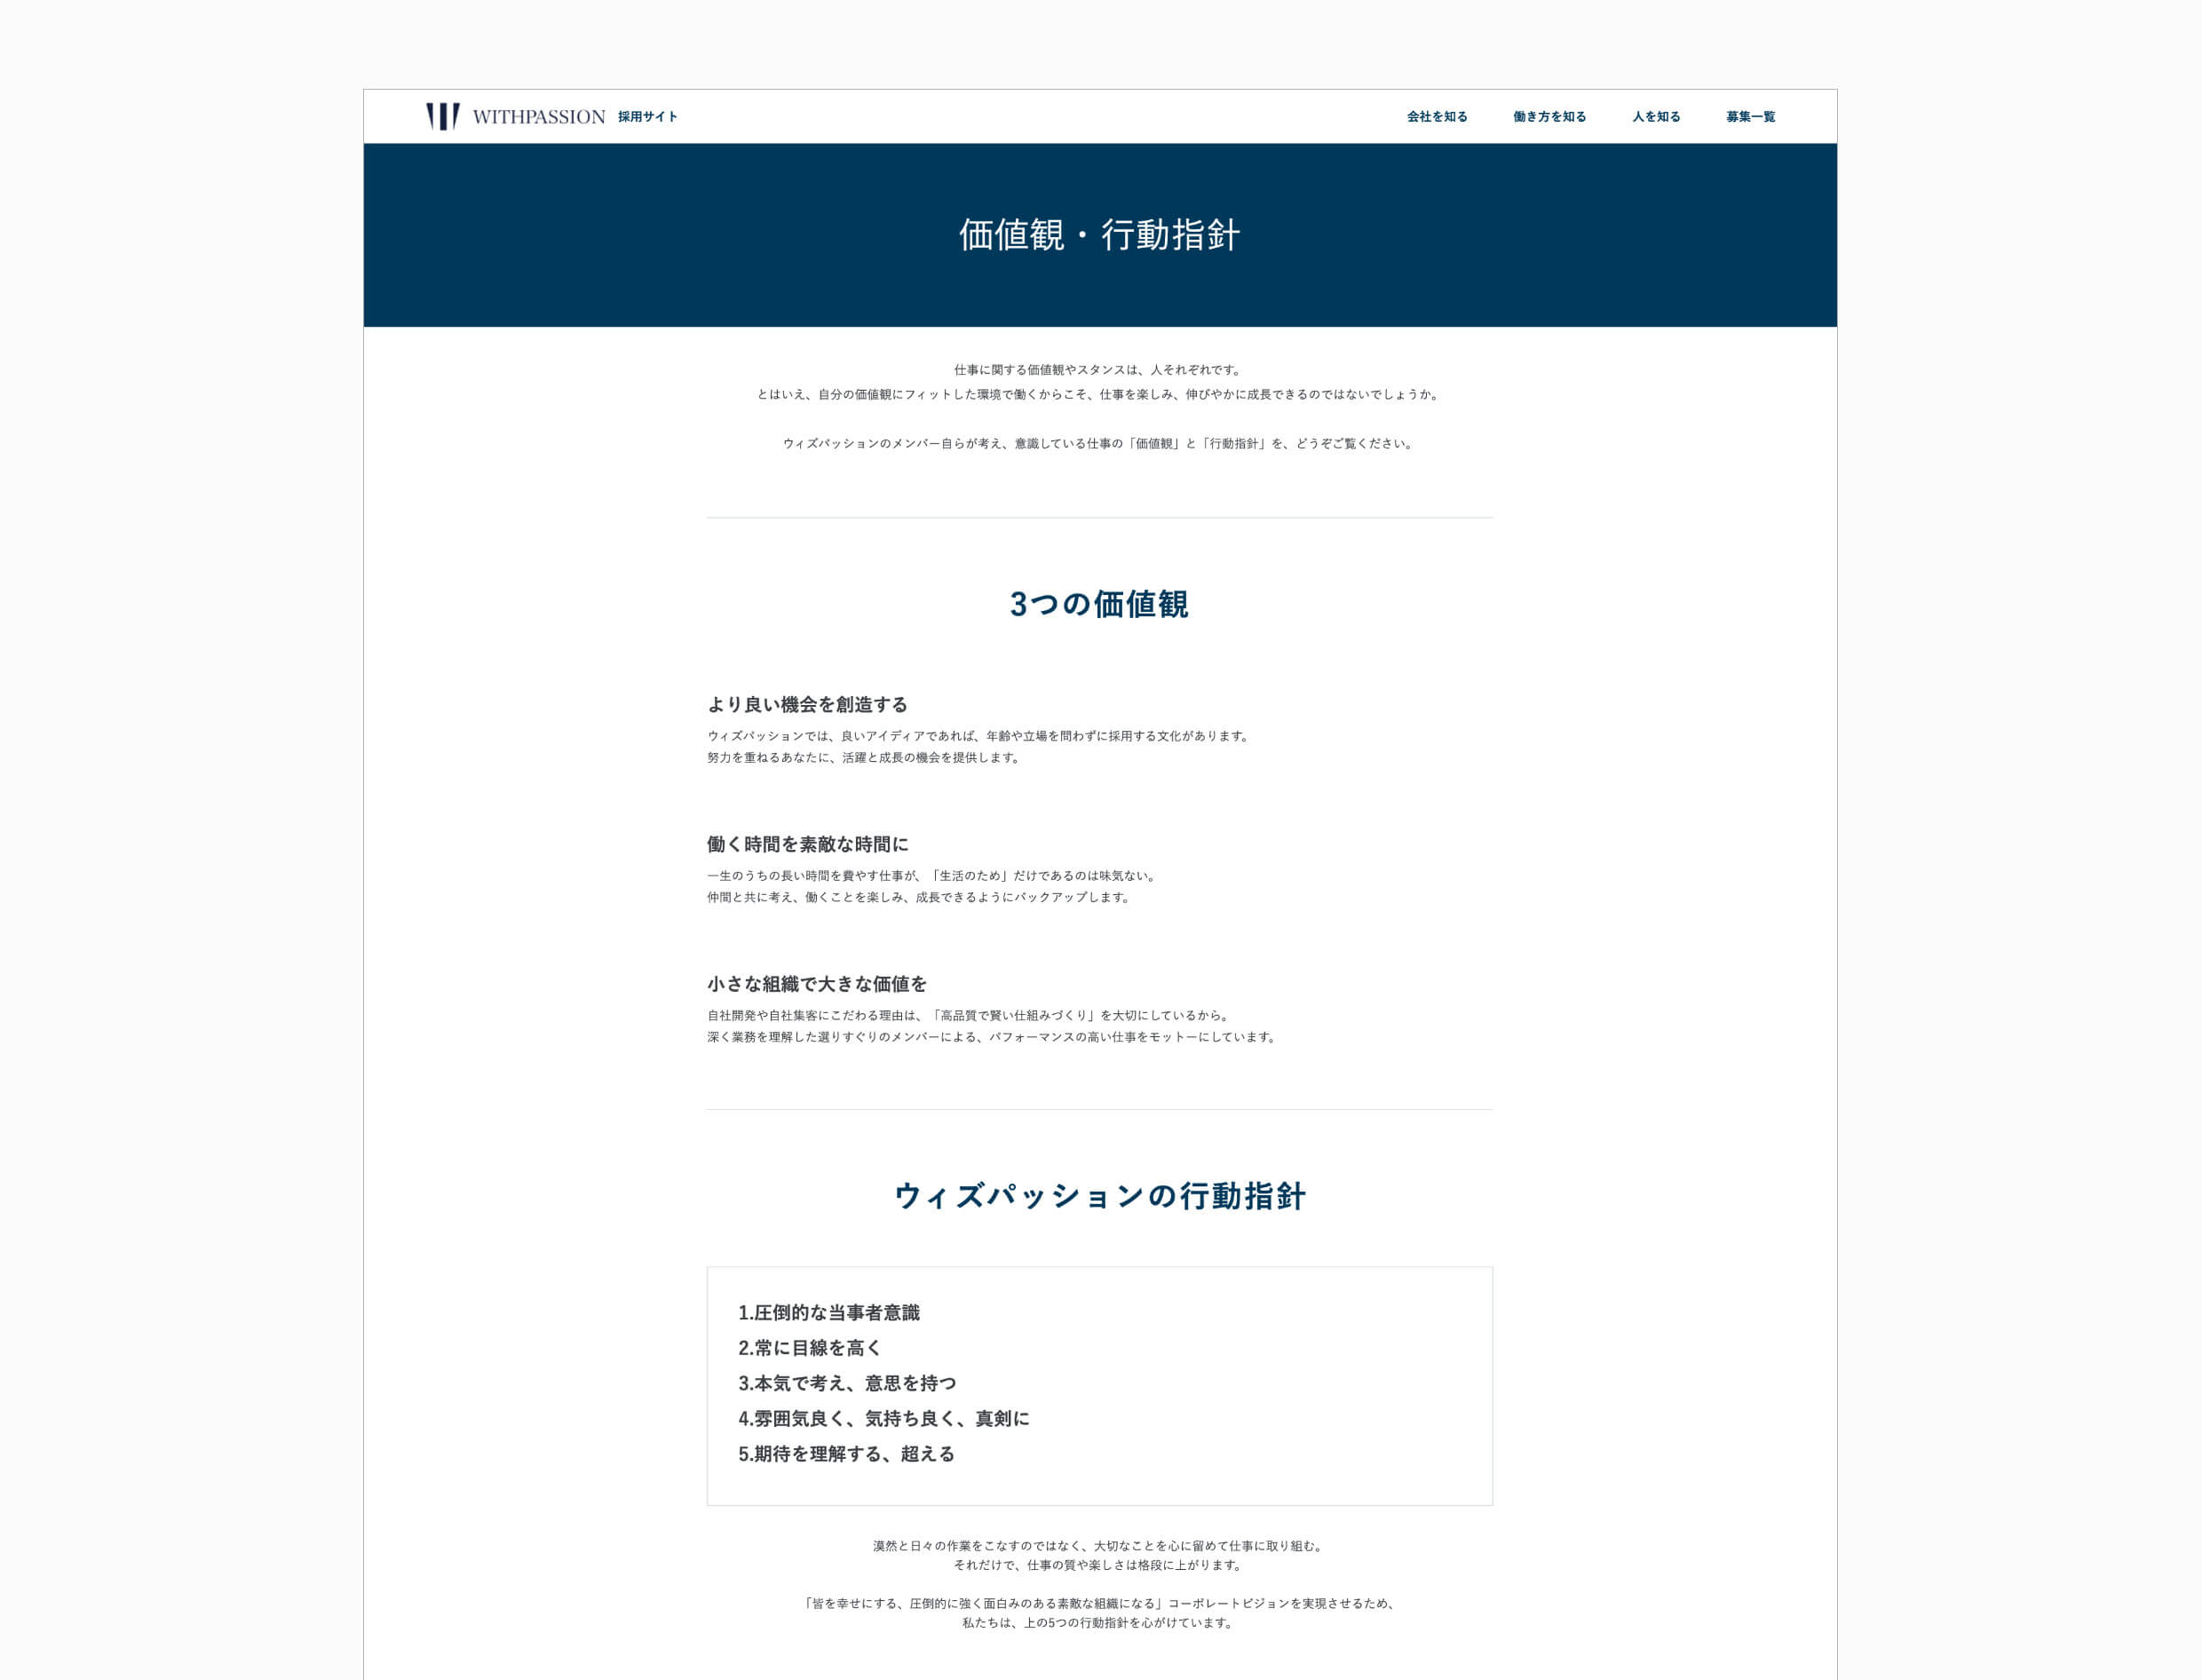 WITHPASSION 採用サイト
会社を知る 働き方を知る 人を知る 募集一覧
価値観・行動指針
仕事に関する価値観やスタンスは、人それぞれです。
とはいえ、自分の価値観にフィットした環境で働くからこそ、仕事を楽しみ、伸びやかに成長できるのではないでしょうか。
ウィズパッションのメンバー自らが考え、意識している仕事の「価値観」と「行動指針」を、どうぞご覧ください。
3つの価値観
より良い機会を創造する
ウィズパッションでは、良いアイディアであれば、年齢や立場を問わずに採用する文化があります。
努力を重ねるあなたに、活躍と成長の機会を提供します。
働く時間を素敵な時間に
一生のうちの長い時間を費やす仕事が、「生活のため」だけであるのは味気ない。
仲間と共に考え、働くことを楽しみ、成長できるようにバックアップします。
小さな組織で大きな価値を
自社開発や自社集客にこだわる理由は、「高品質で賢い仕組みづくり」を大切にしているから。
深く業務を理解した選りすぐりのメンバーによる、パフォーマンスの高い仕事をモットーにしています。
ウィズパッションの行動指針
1.圧倒的な当事者意識
2.常に目線を高く
3.本気で考え、意思を持つ
4.雰囲気良く、気持ち良く、真剣に
5.期待を理解する、超える
漠然と日々の作業をこなすのではなく、大切なことを心に留めて仕事に取り組む。
それだけで、仕事の質や楽しさは格段に上がります。
「皆を幸せにする、圧倒的に強く面白みのある素敵な組織になる」コーポレートビジョンを実現させるため、
私たちは、上の5つの行動指針を心がけています。